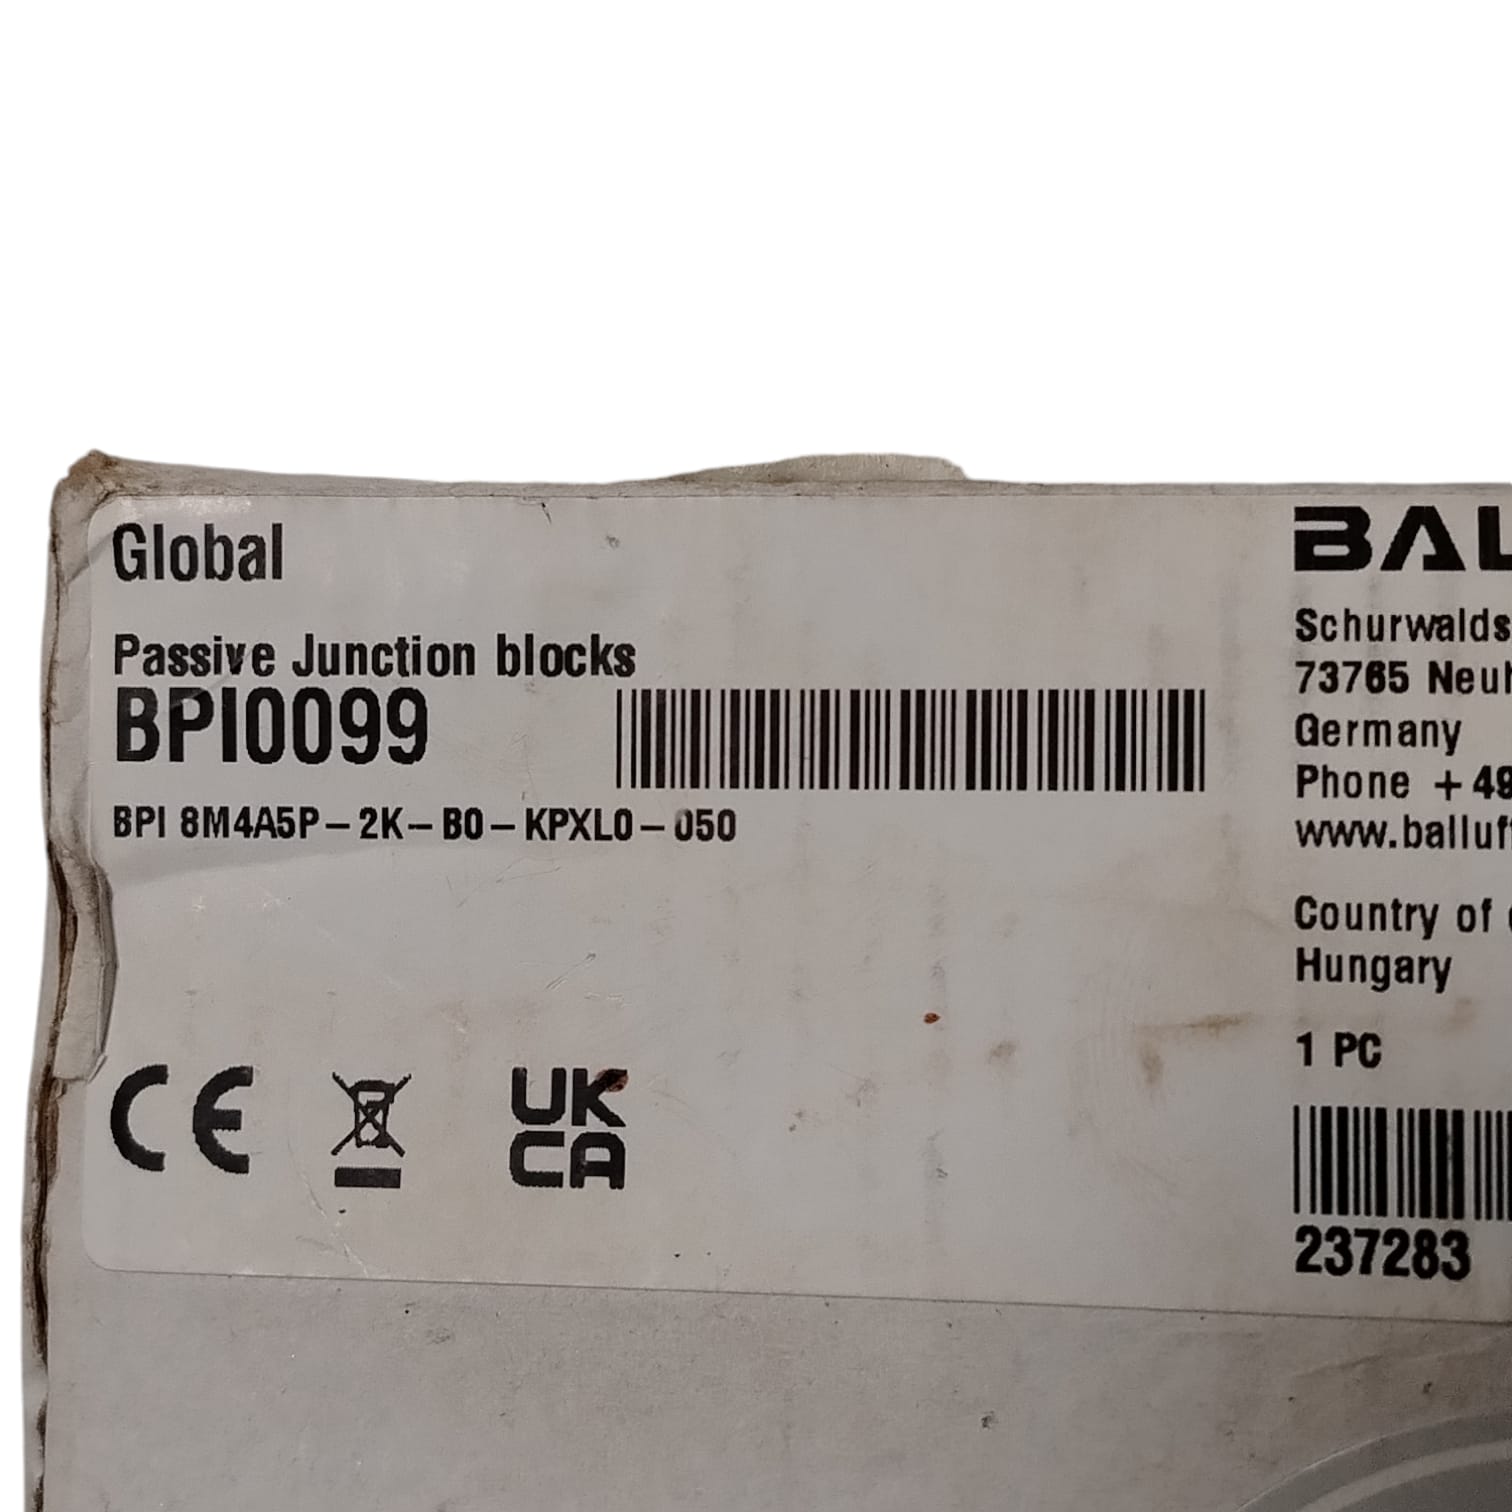 Global
Passive Junction blocks
BPI0099
BPI 8M4A5P-2K-B0-KPXL0-050
CE
UK
CA
BAL
Schurwalds
73765 Neuh
Germany
Phone +49
www.balluf
Country of
Hungary
1 PC
237283